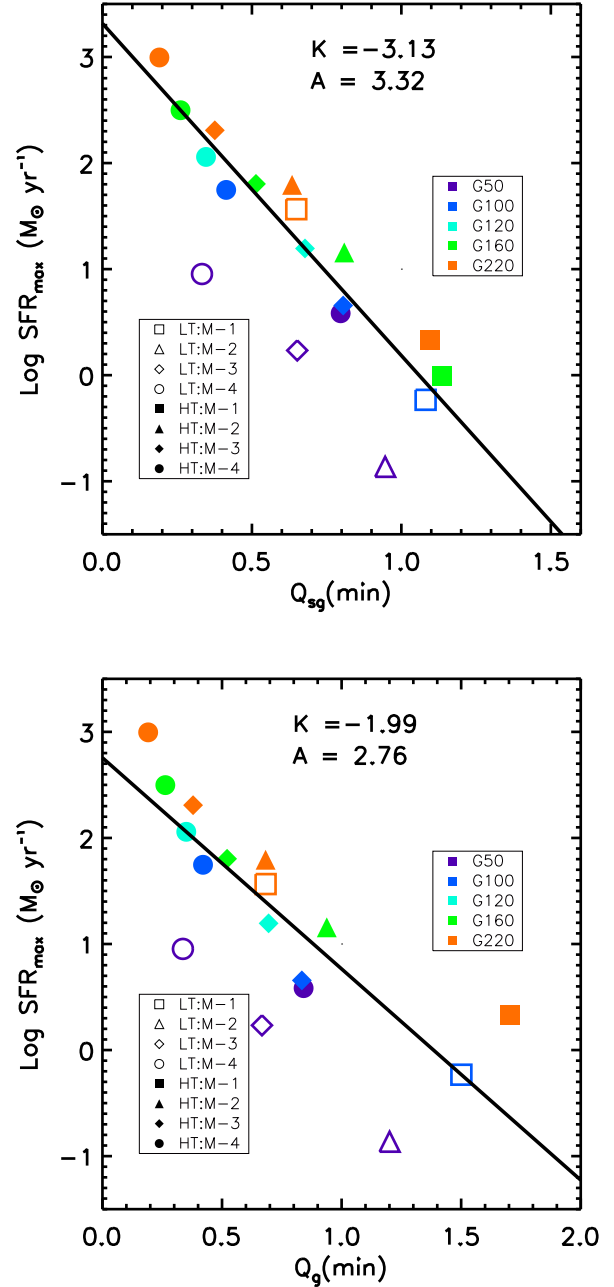 K =−3.13
A = 3.32
G50
G100
G120
G160
G220
LT:M−1
LT:M−2
LT:M−3
LT:M−4
HT:M−1
HT:M−2
HT:M−3
HT:M−4
3
2
1
0
−1
Log SFRmax (M⊙ yr⁻¹)
0.0 0.5 1.0 1.5
Qsg(min)
K =−1.99
A = 2.76
G50
G100
G120
G160
G220
LT:M−1
LT:M−2
LT:M−3
LT:M−4
HT:M−1
HT:M−2
HT:M−3
HT:M−4
3
2
1
0
−1
Log SFRmax (M⊙ yr⁻¹)
0.0 0.5 1.0 1.5 2.0
Qg(min)